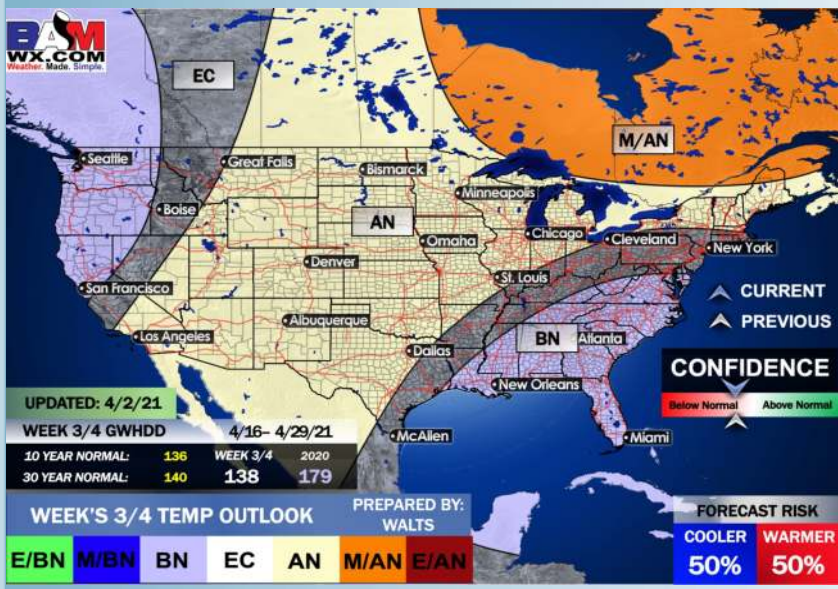 BAM
WX.COM
Weather. Made. Simple.
EC
M/AN
Seattle
Great Falls
Bismarck
Minneapolis
Boise
AN
Omaha
Chicago
Cleveland
New York
Denver
St. Louis
San Francisco
Albuquerque
Los Angeles
Dallas
BN
Atlanta
New Orleans
McAllen
Miami
CURRENT
PREVIOUS
CONFIDENCE
Below Normal Above Normal
UPDATED: 4/2/21
WEEK 3/4 GWHDD 4/16– 4/29/21
10 YEAR NORMAL: 136 WEEK 3/4 2020
30 YEAR NORMAL: 140 138 179
WEEK'S 3/4 TEMP OUTLOOK
PREPARED BY:
WALTS
E/BN M/BN BN EC AN M/AN E/AN
FORECAST RISK
COOLER WARMER
50% 50%